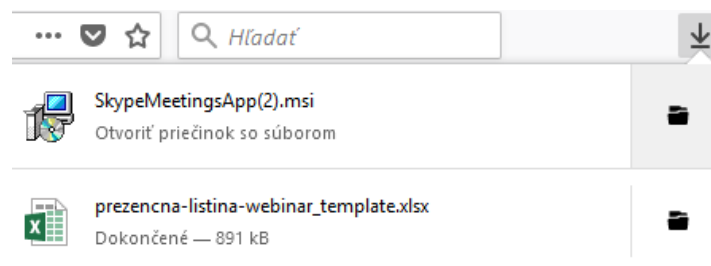 Hľadať
SkypeMeetingsApp(2).msi
Otvoriť priečinok so súborom
prezencna-listina-webinar_template.xlsx
Dokončené — 891 kB